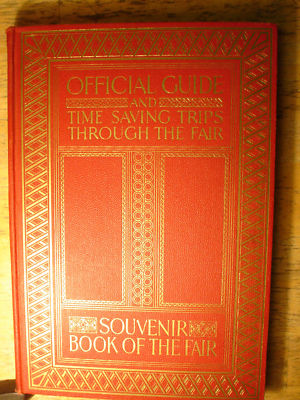 OFFICIAL GUIDE
AND
TIME SAVING TRIPS
THROUGH THE FAIR
SOUVENIR
BOOK OF THE FAIR